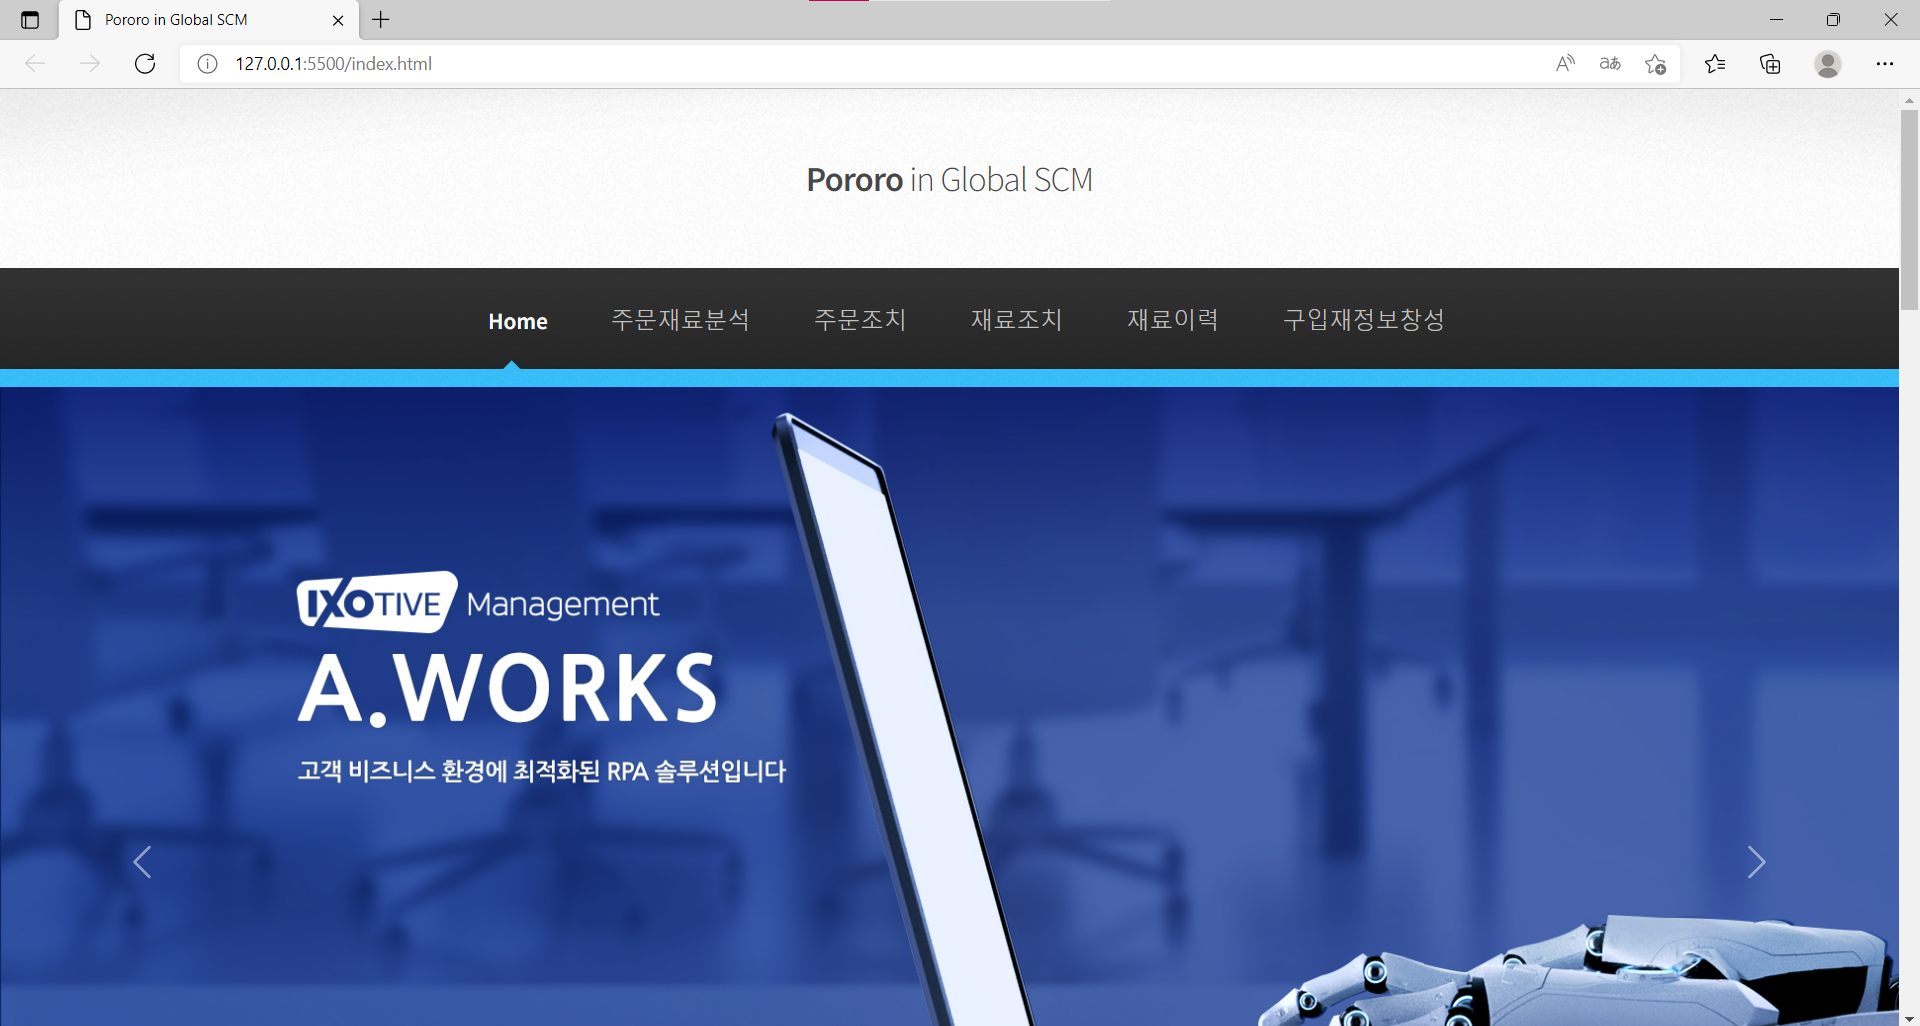 Pororo in Global SCM
127.0.0.1:5500/index.html
Pororo in Global SCM
Home 주문재료분석 주문조치 재료조치 재료이력 구입재정보창성
IXOTIVE Management
A.WORKS
고객 비즈니스 환경에 최적화된 RPA 솔루션입니다